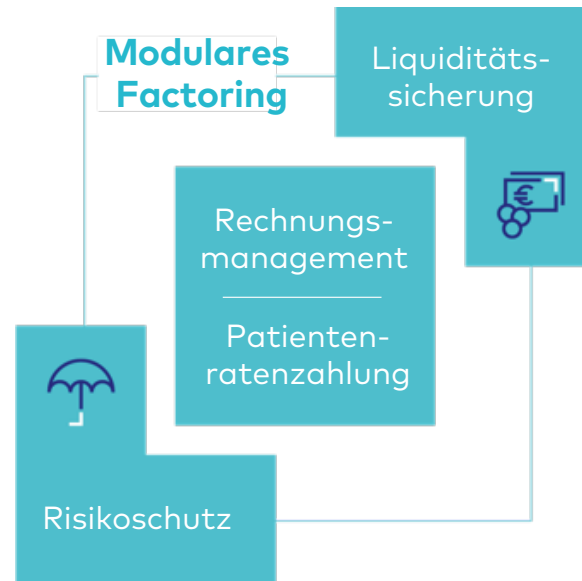 Modulares
Factoring
Liquiditäts-
sicherung
€
Rechnungs-
management
Patienten-
ratenzahlung
Risikoschutz